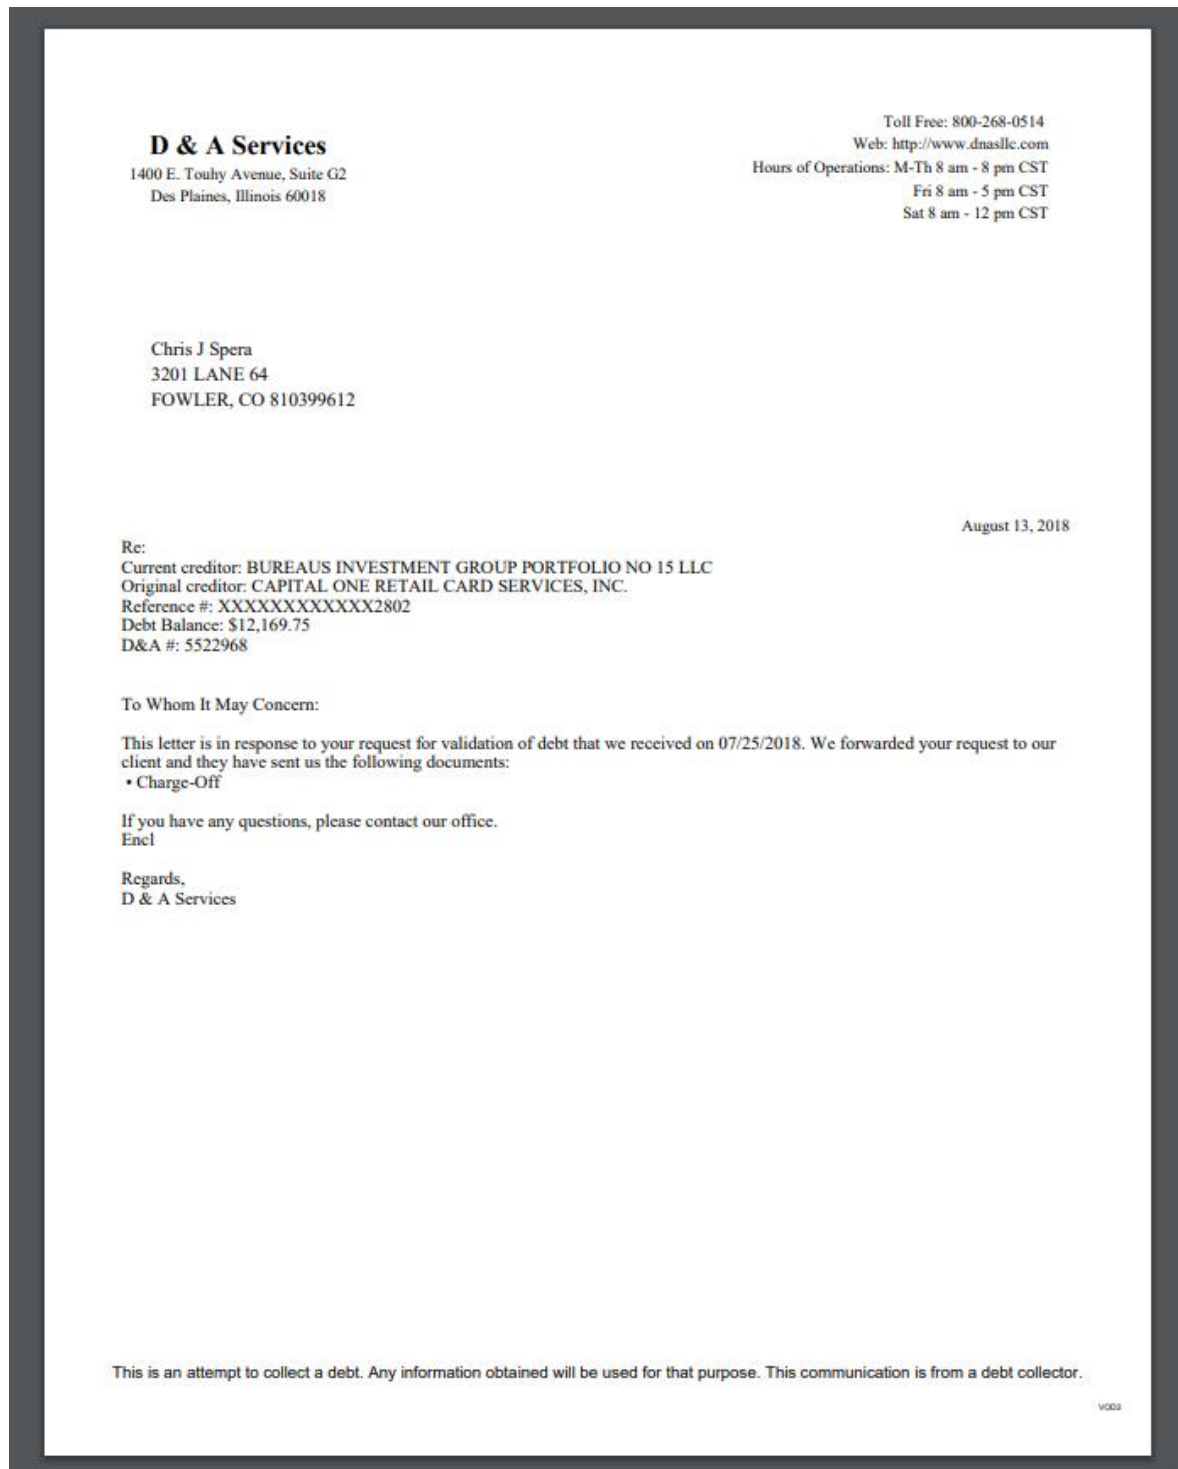 D & A Services
1400 E. Touhy Avenue, Suite G2
Des Plaines, Illinois 60018
Toll Free: 800-268-0514
Web: http://www.dnasllc.com
Hours of Operations: M-Th 8 am - 8 pm CST
Fri 8 am - 5 pm CST
Sat 8 am - 12 pm CST
Chris J Spera
3201 LANE 64
FOWLER, CO 810399612
August 13, 2018
Re:
Current creditor: BUREAUS INVESTMENT GROUP PORTFOLIO NO 15 LLC
Original creditor: CAPITAL ONE RETAIL CARD SERVICES, INC.
Reference #: XXXXXXXXXXXX2802
Debt Balance: $12,169.75
D&A #: 5522968
To Whom It May Concern:
This letter is in response to your request for validation of debt that we received on 07/25/2018. We forwarded your request to our
client and they have sent us the following documents:
• Charge-Off
If you have any questions, please contact our office.
Encl
Regards,
D & A Services
This is an attempt to collect a debt. Any information obtained will be used for that purpose. This communication is from a debt collector.